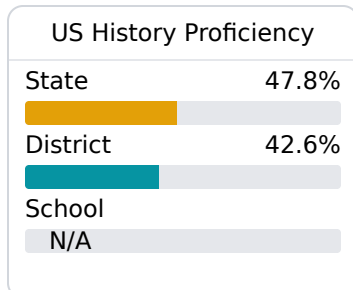 US History Proficiency
State 47.8%
District 42.6%
School
N/A